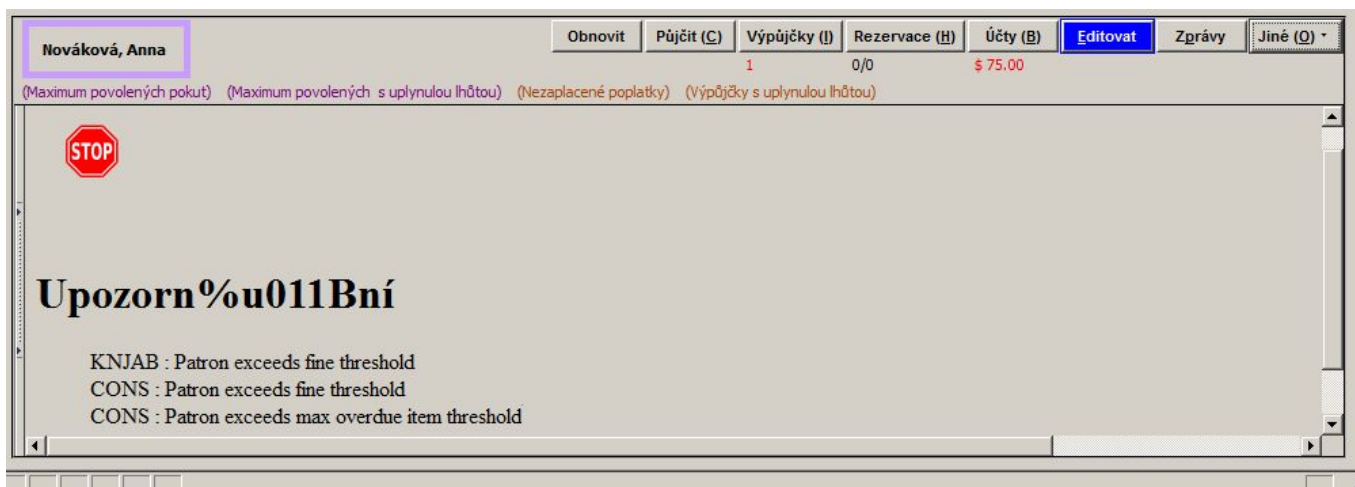 Nováková, Anna
Obnovit Půjčit (C) Výpůjčky (I) Rezervace (H) Účty (B) Editovat Zprávy Jiné (O)
1 0/0 $ 75.00
(Maximum povolených pokut) (Maximum povolených s uplynulou lhůtou) (Nezaplacené poplatky) (Výpůjčky s uplynulou lhůtou)
STOP
Upozorn%u011Bní
KNJAB : Patron exceeds fine threshold
CONS : Patron exceeds fine threshold
CONS : Patron exceeds max overdue item threshold